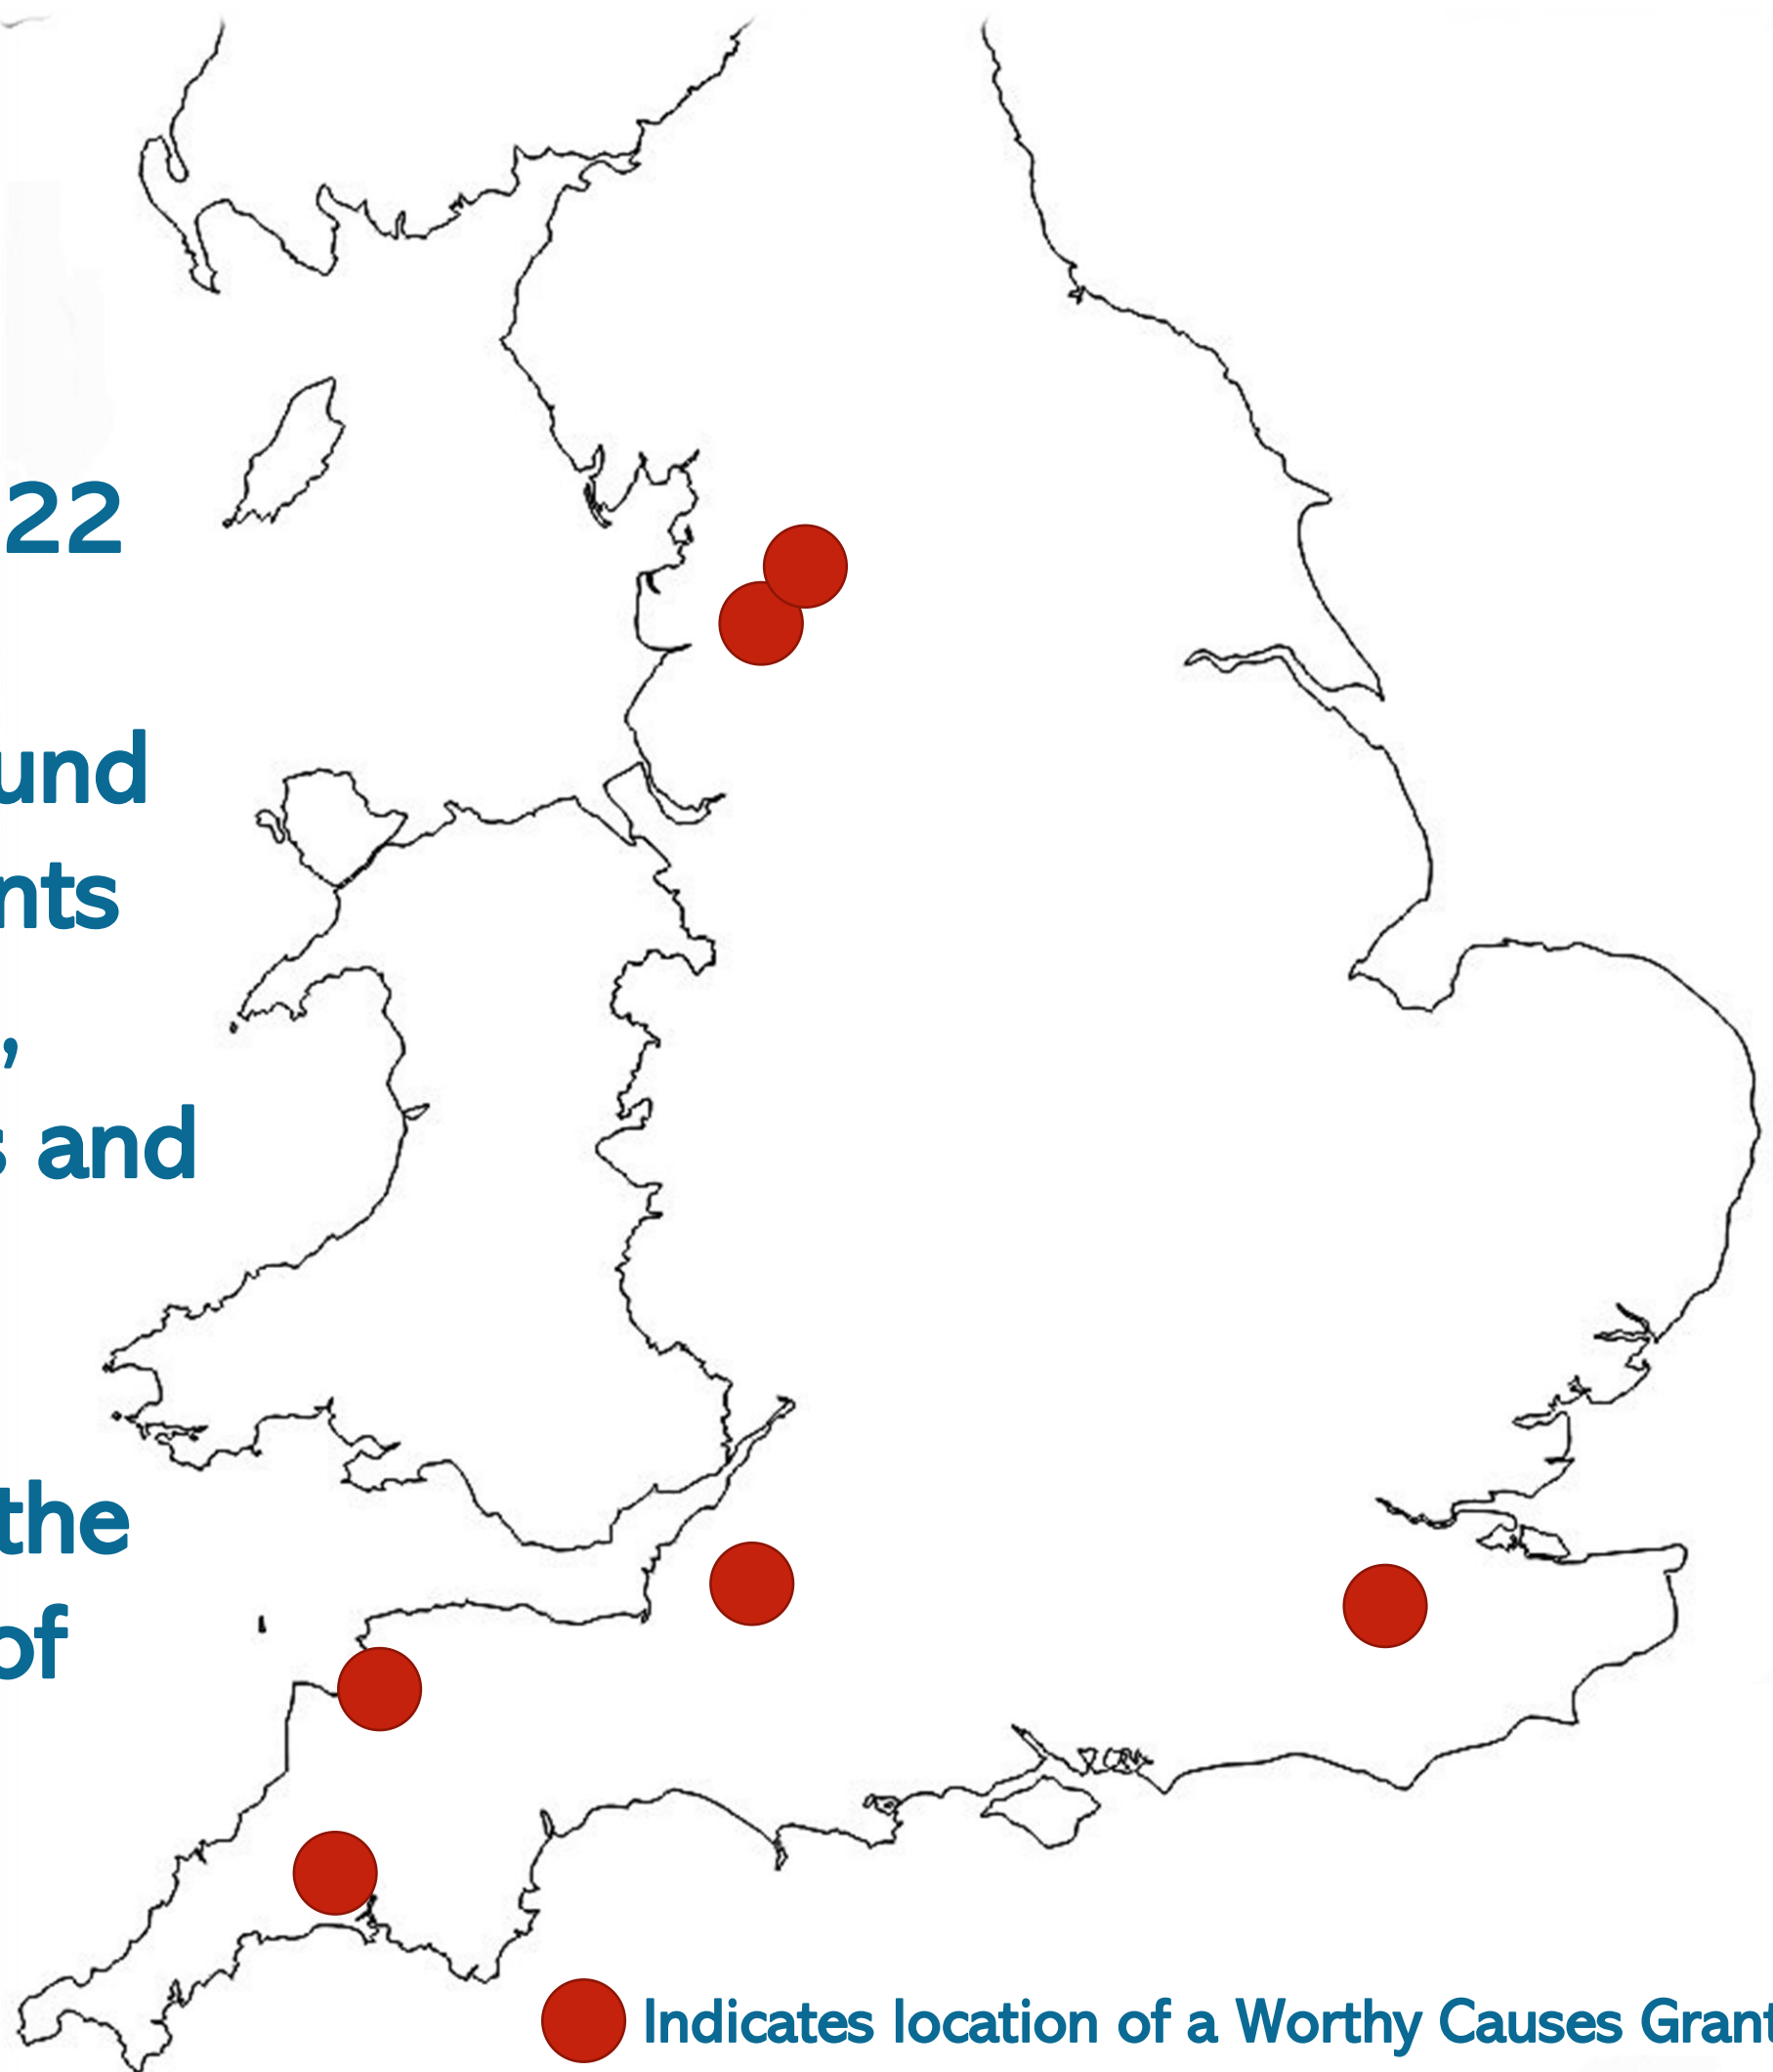 22
und
nts
,
s and
the
of
Indicates location of a Worthy Causes Grant